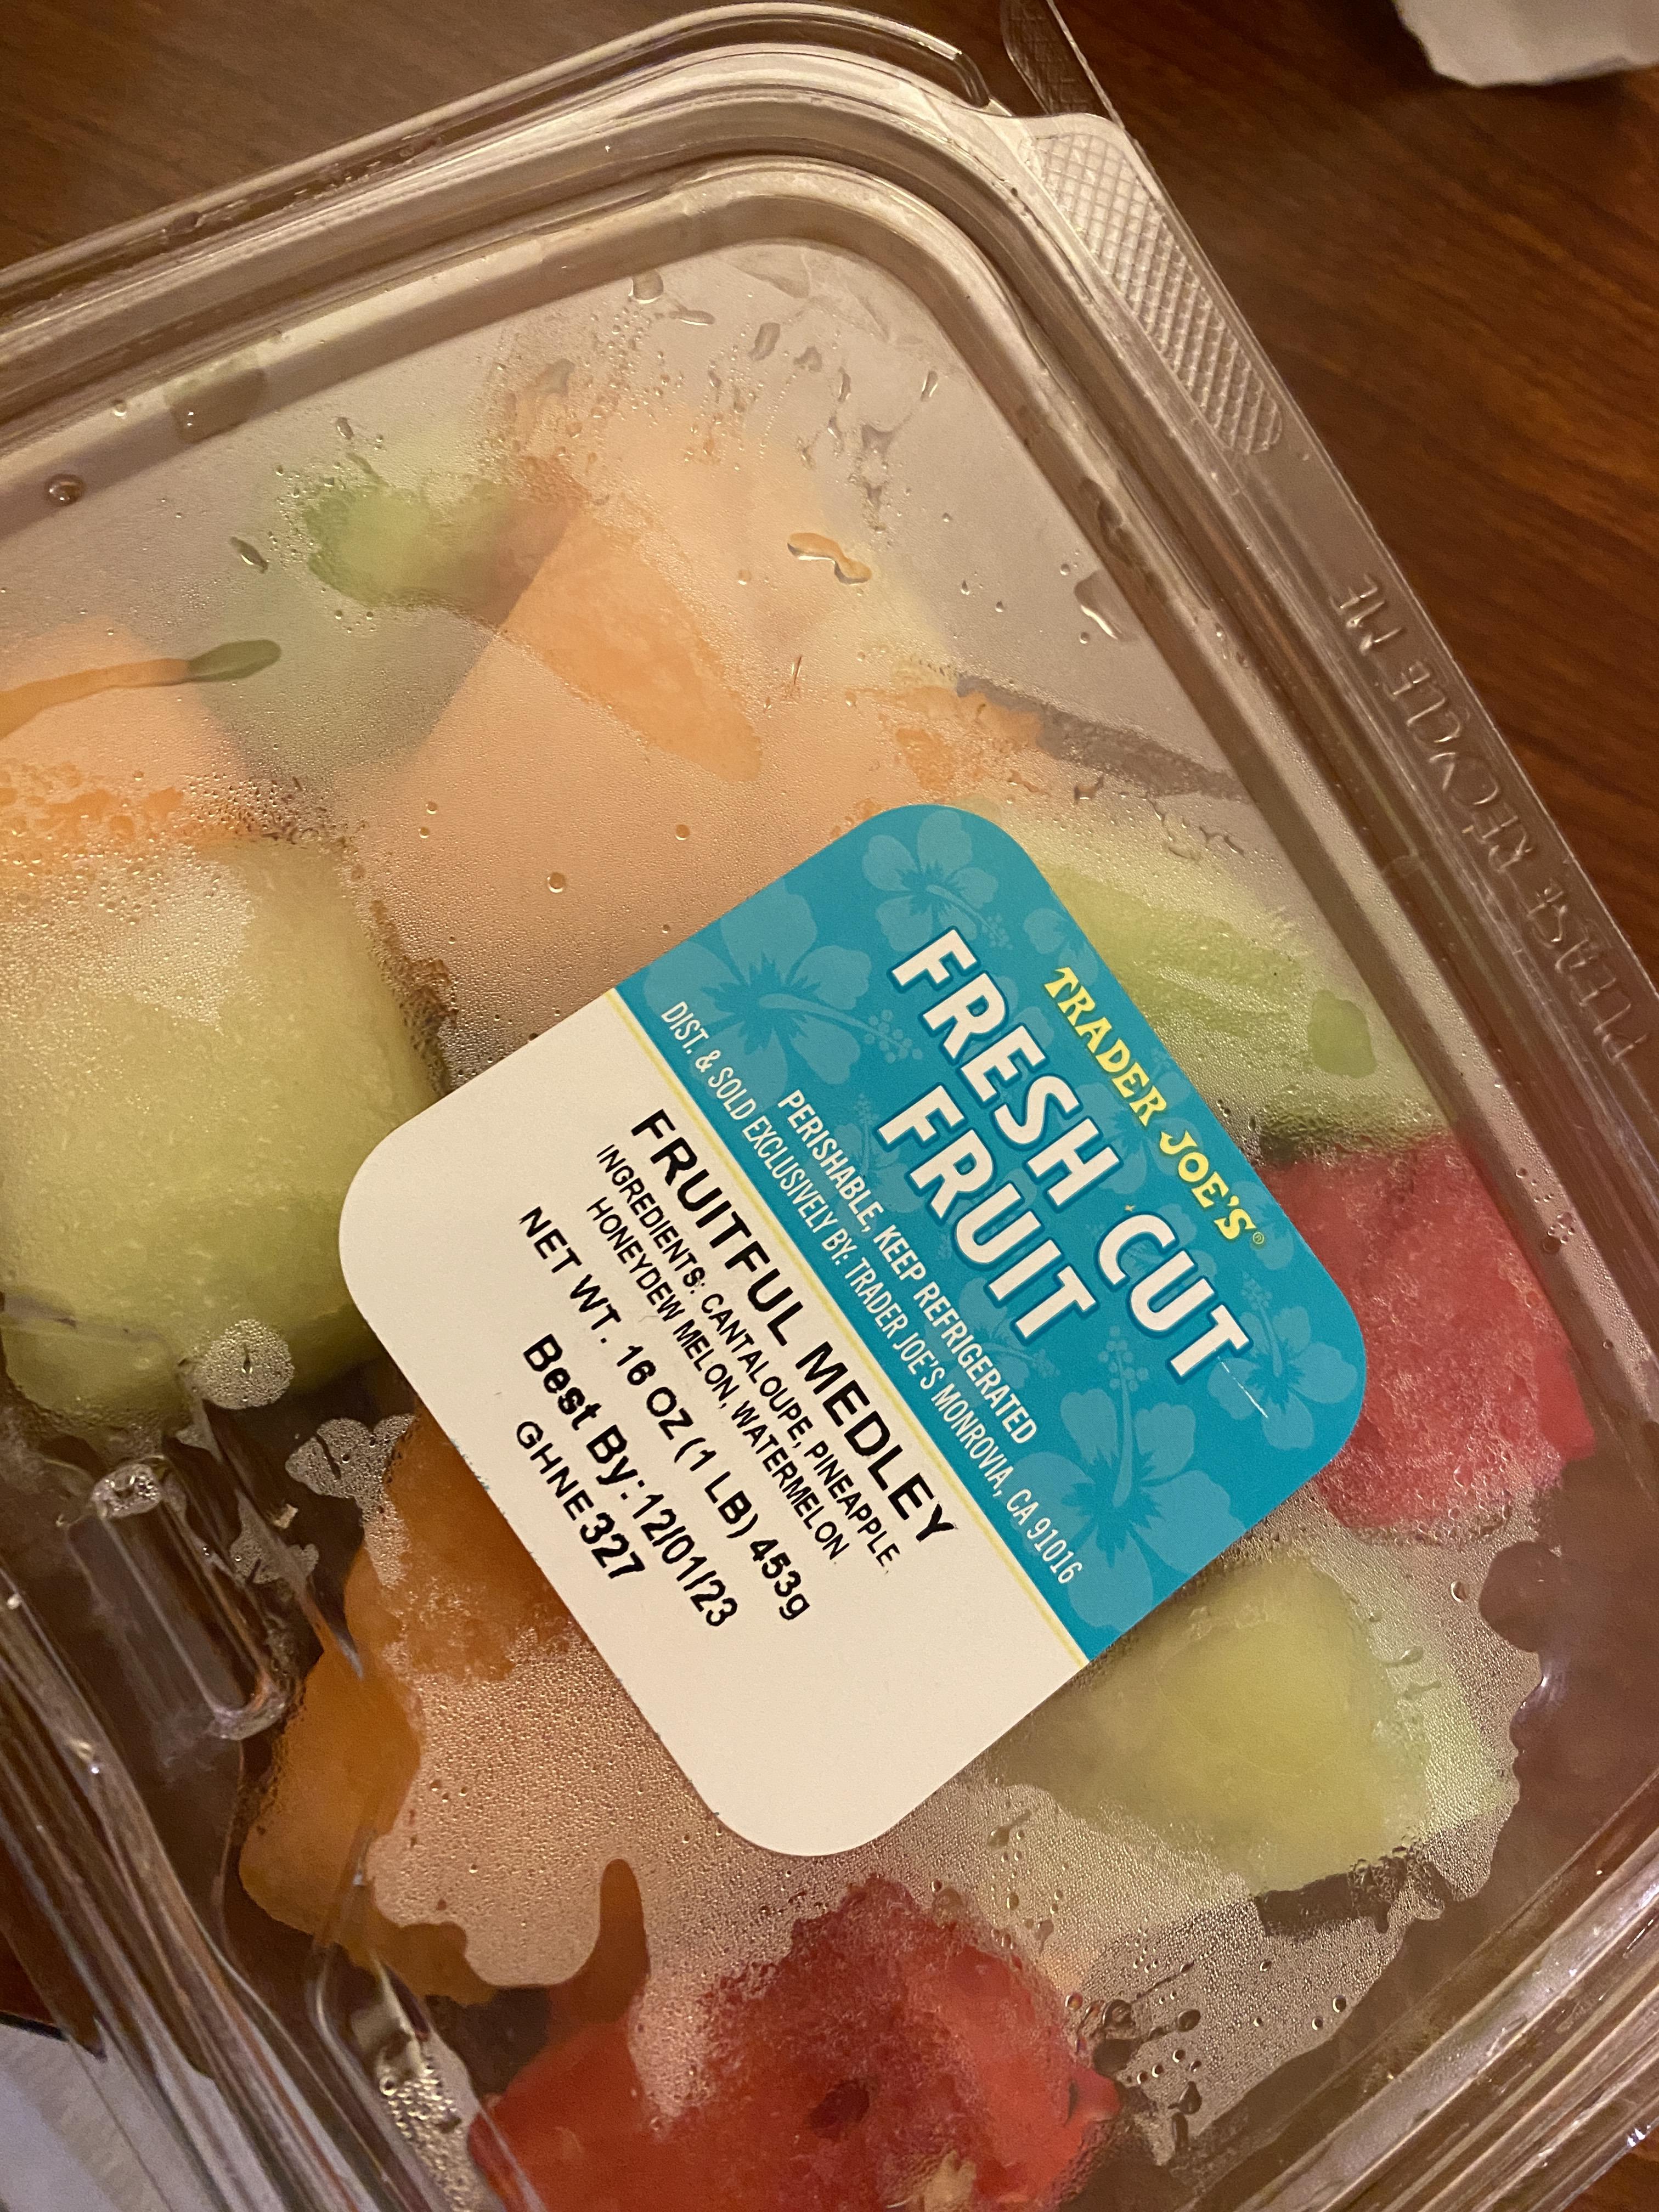 TRADER JOE'S®
FRESH CUT
FRUIT
PERISHABLE, KEEP REFRIGERATED
DIST. & SOLD EXCLUSIVELY BY: TRADER JOE'S MONROVIA, CA 91016
FRUITFUL MEDLEY
INGREDIENTS: CANTALOUPE, PINEAPPLE,
HONEYDEW MELON, WATERMELON
NET WT. 16 OZ (1 LB) 453g
Best By: 12/01/23
GHNE327
PLEASE RECYCLE